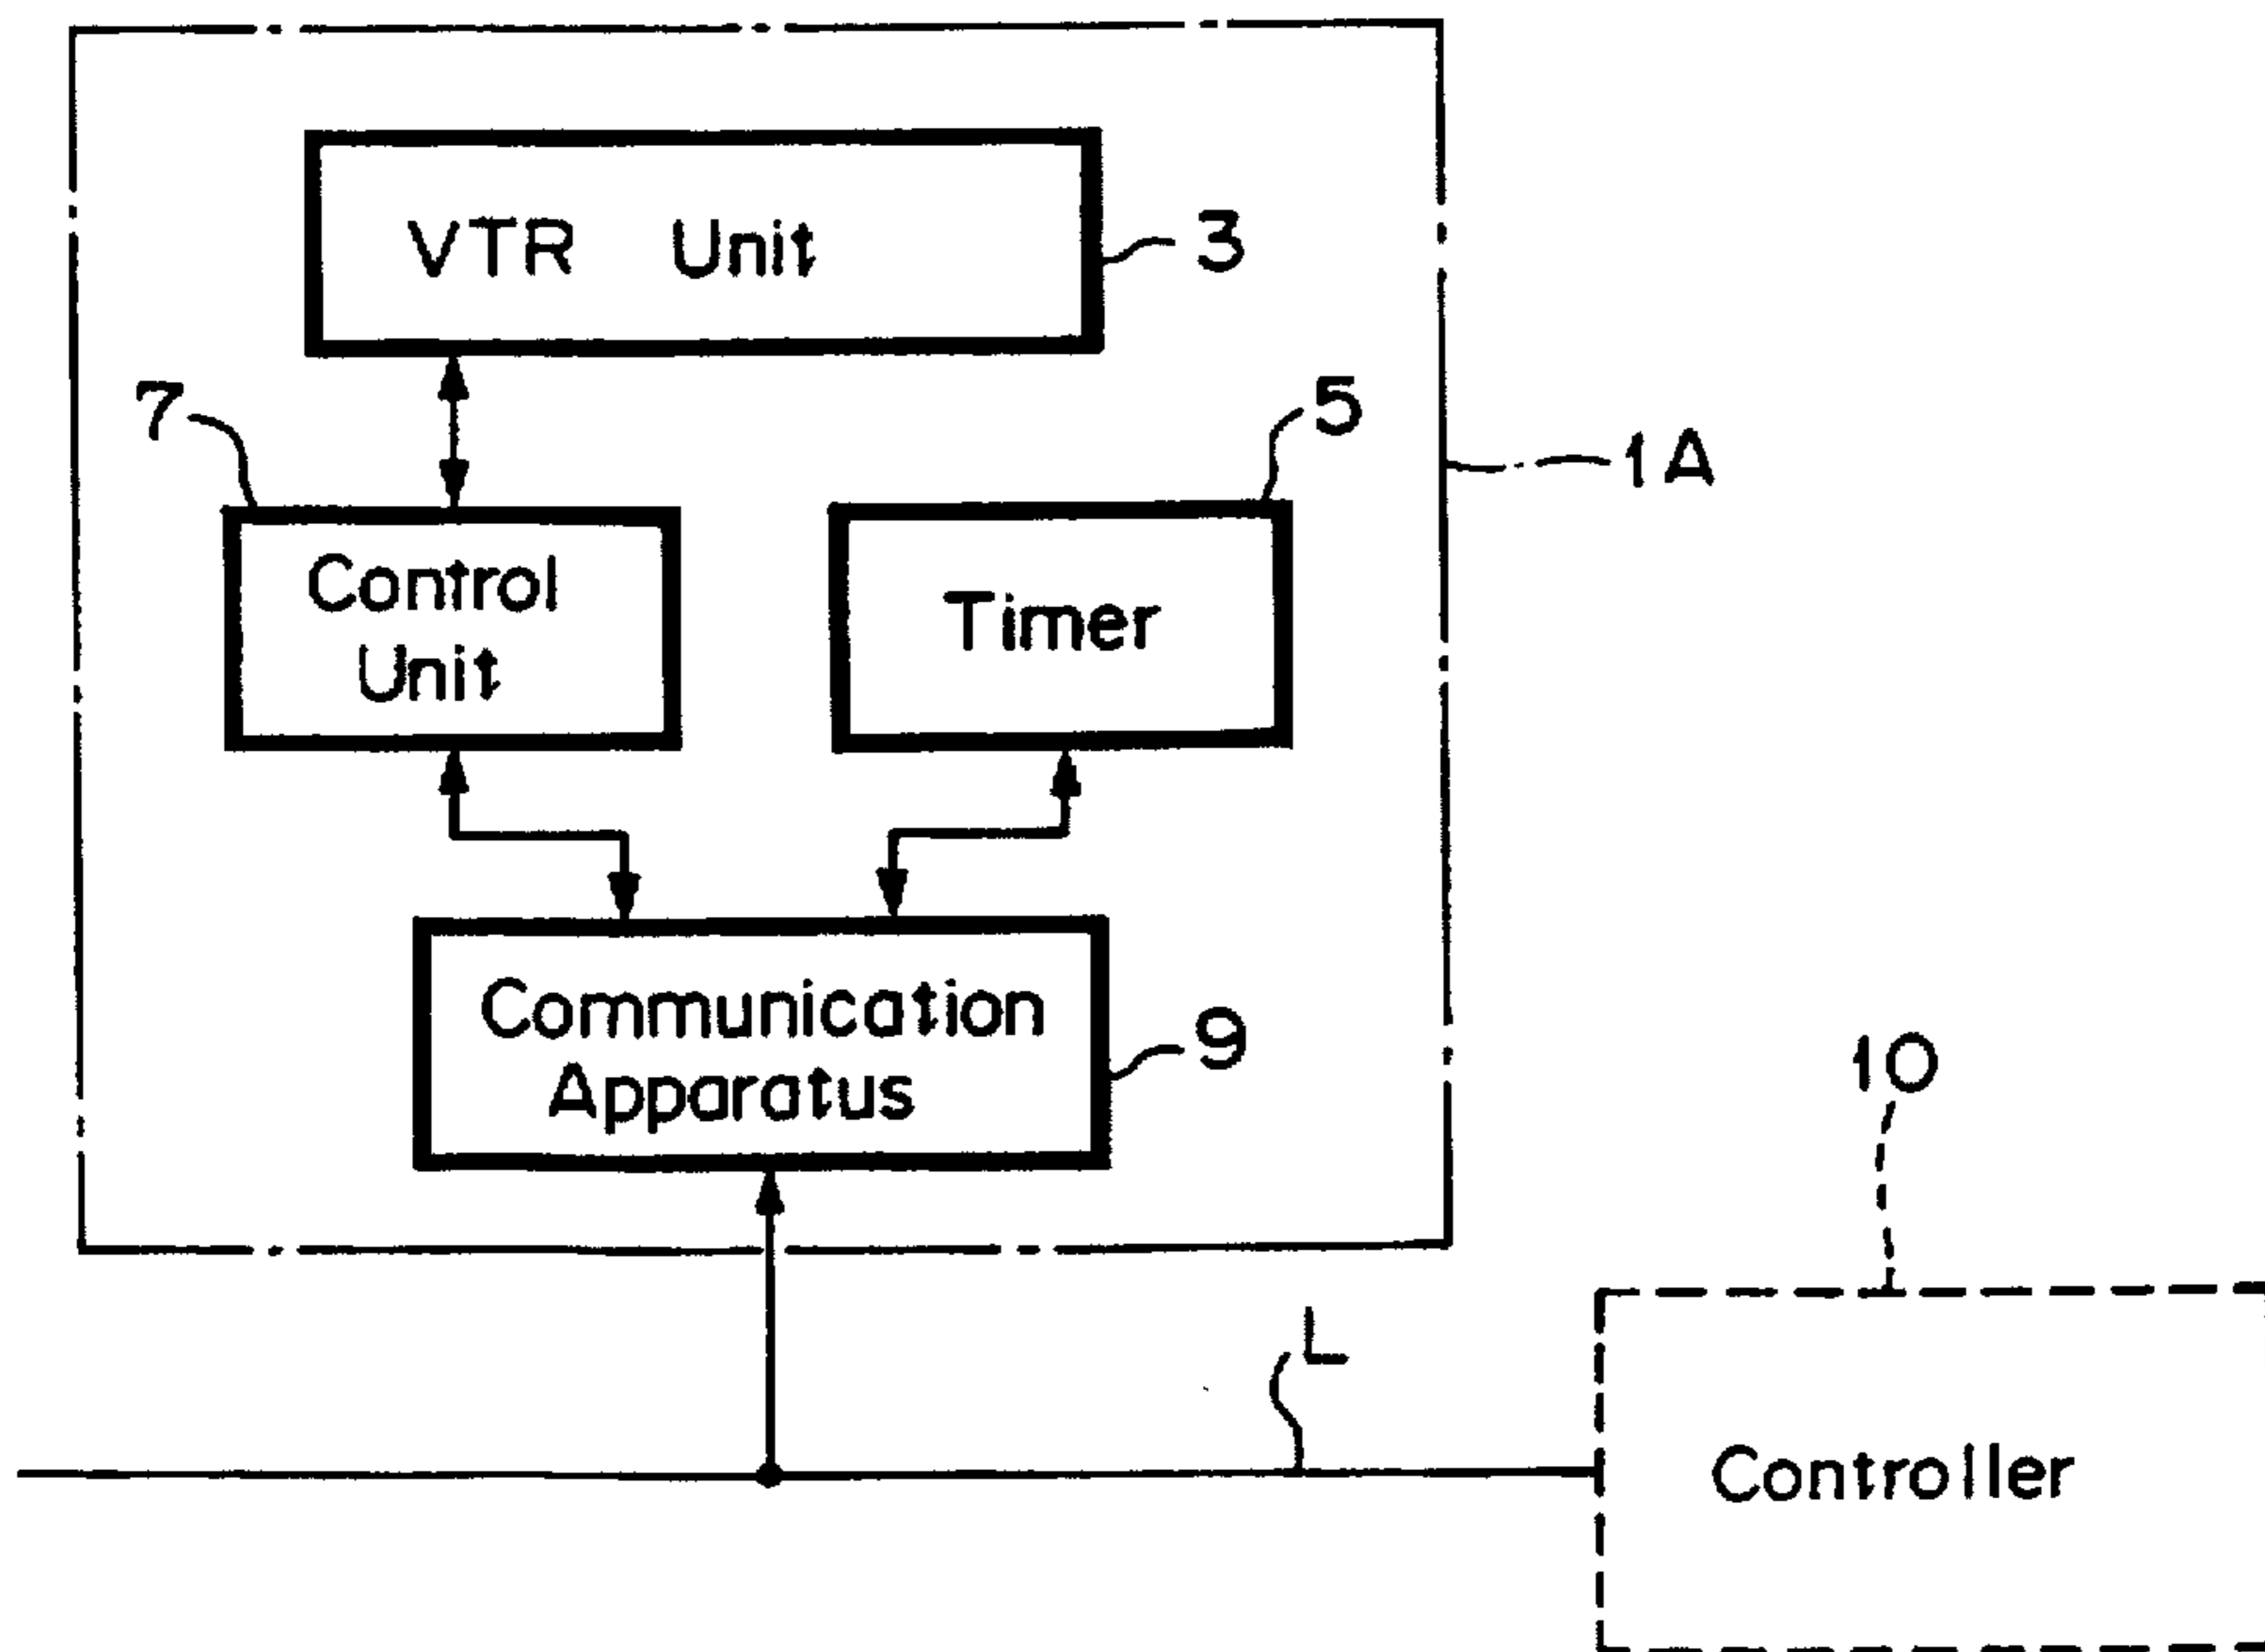 VTR Unit
3
7
5
1A
Control
Unit
Timer
Communication
Apparatus
9
10
L
Controller